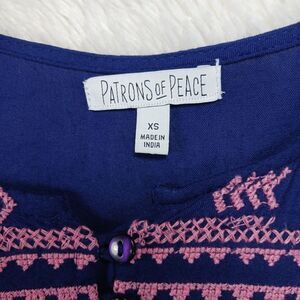 PATRONS OF PEACE
XS
MADE IN
INDIA